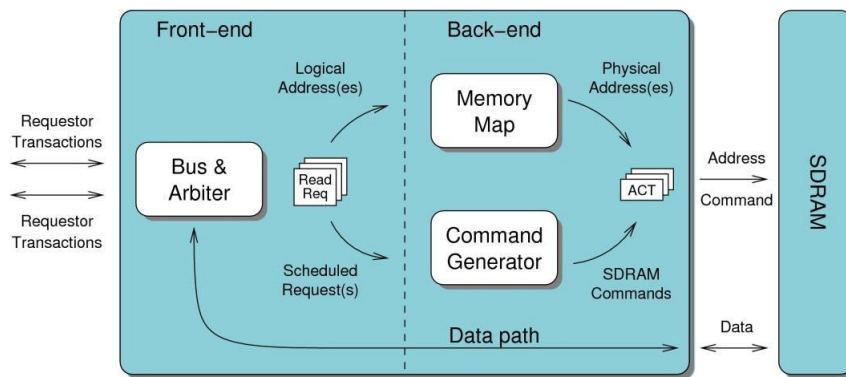 Front-end
Back-end
Requestor
Transactions
Requestor
Transactions
Bus &
Arbiter
Logical
Address(es)
Read
Req
Scheduled
Request(s)
Memory
Map
Command
Generator
Physical
Address(es)
ACT
SDRAM
Commands
Data path
Address
Command
Data
SDRAM